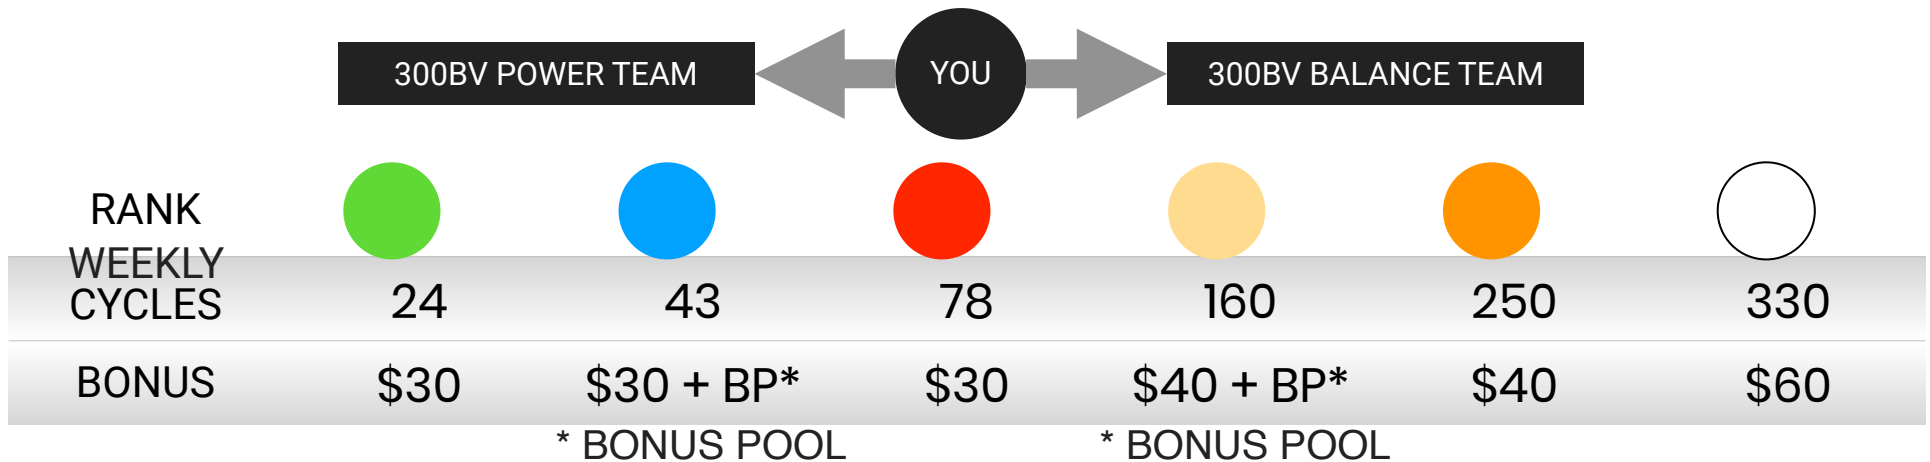 300BV POWER TEAM YOU 300BV BALANCE TEAM
RANK
WEEKLY
CYCLES 24 43 78 160 250 330
BONUS $30 $30 + BP* $30 $40 + BP* $40 $60
* BONUS POOL * BONUS POOL